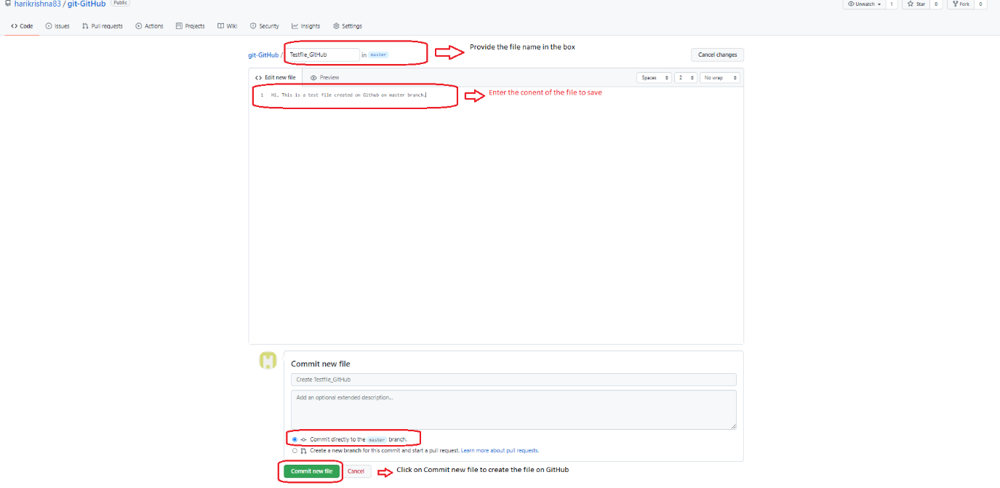 harikrishna83 / git-GitHub Public
Unwatch 1 Star 0 Fork 0
Code Issues Pull requests Actions Projects Wiki Security Insights Settings
Provide the file name in the box
git-GitHub / Testfile_GitHub in master
Cancel changes
Edit new file Preview
Spaces 2 No wrap
Enter the conent of the file to save
1 Hi, This is a test file created on Github on master branch.
Commit new file
Create Testfile_GitHub
Add an optional extended description...
Commit directly to the master branch.
Create a new branch for this commit and start a pull request. Learn more about pull requests.
Commit new file Cancel
Click on Commit new file to create the file on GitHub